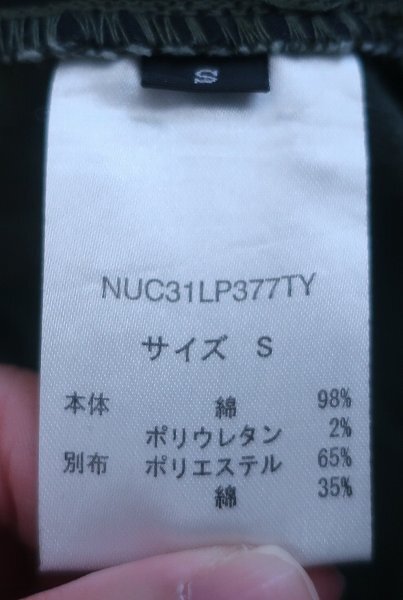 S
NUC31LP377TY
サイズ S
本体 綿 98%
ポリウレタン 2%
別布 ポリエステル 65%
綿 35%